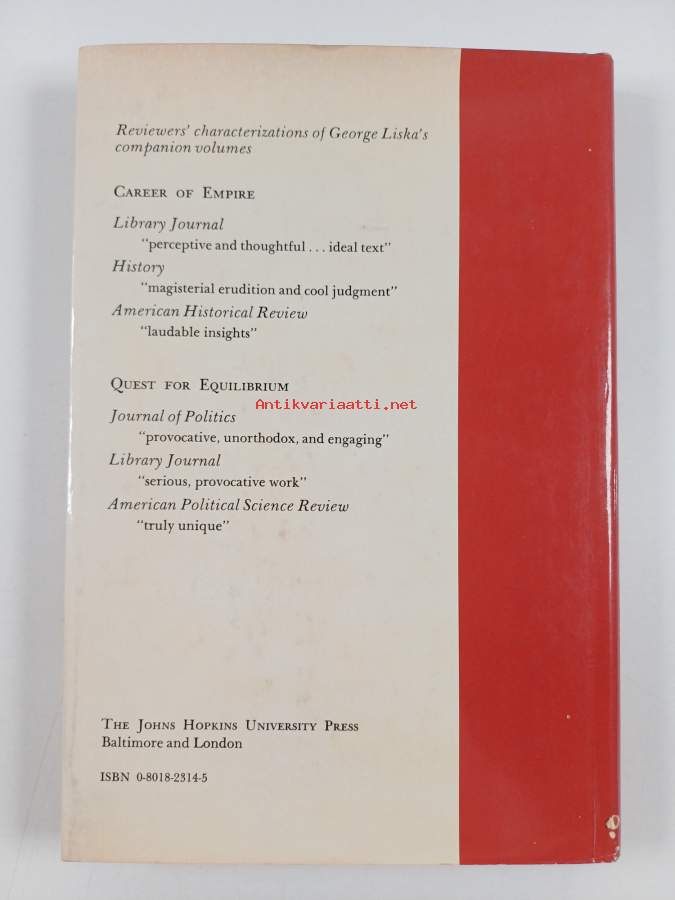 Reviewers' characterizations of George Liska's
companion volumes
CAREER OF EMPIRE
Library Journal
"perceptive and thoughtful . . . ideal text"
History
"magisterial erudition and cool judgment"
American Historical Review
"laudable insights"
QUEST FOR EQUILIBRIUM
Antikvariaatti.net
Journal of Politics
"provocative, unorthodox, and engaging"
Library Journal
"serious, provocative work"
American Political Science Review
"truly unique"
THE JOHNS HOPKINS UNIVERSITY PRESS
Baltimore and London
ISBN 0-8018-2314-5